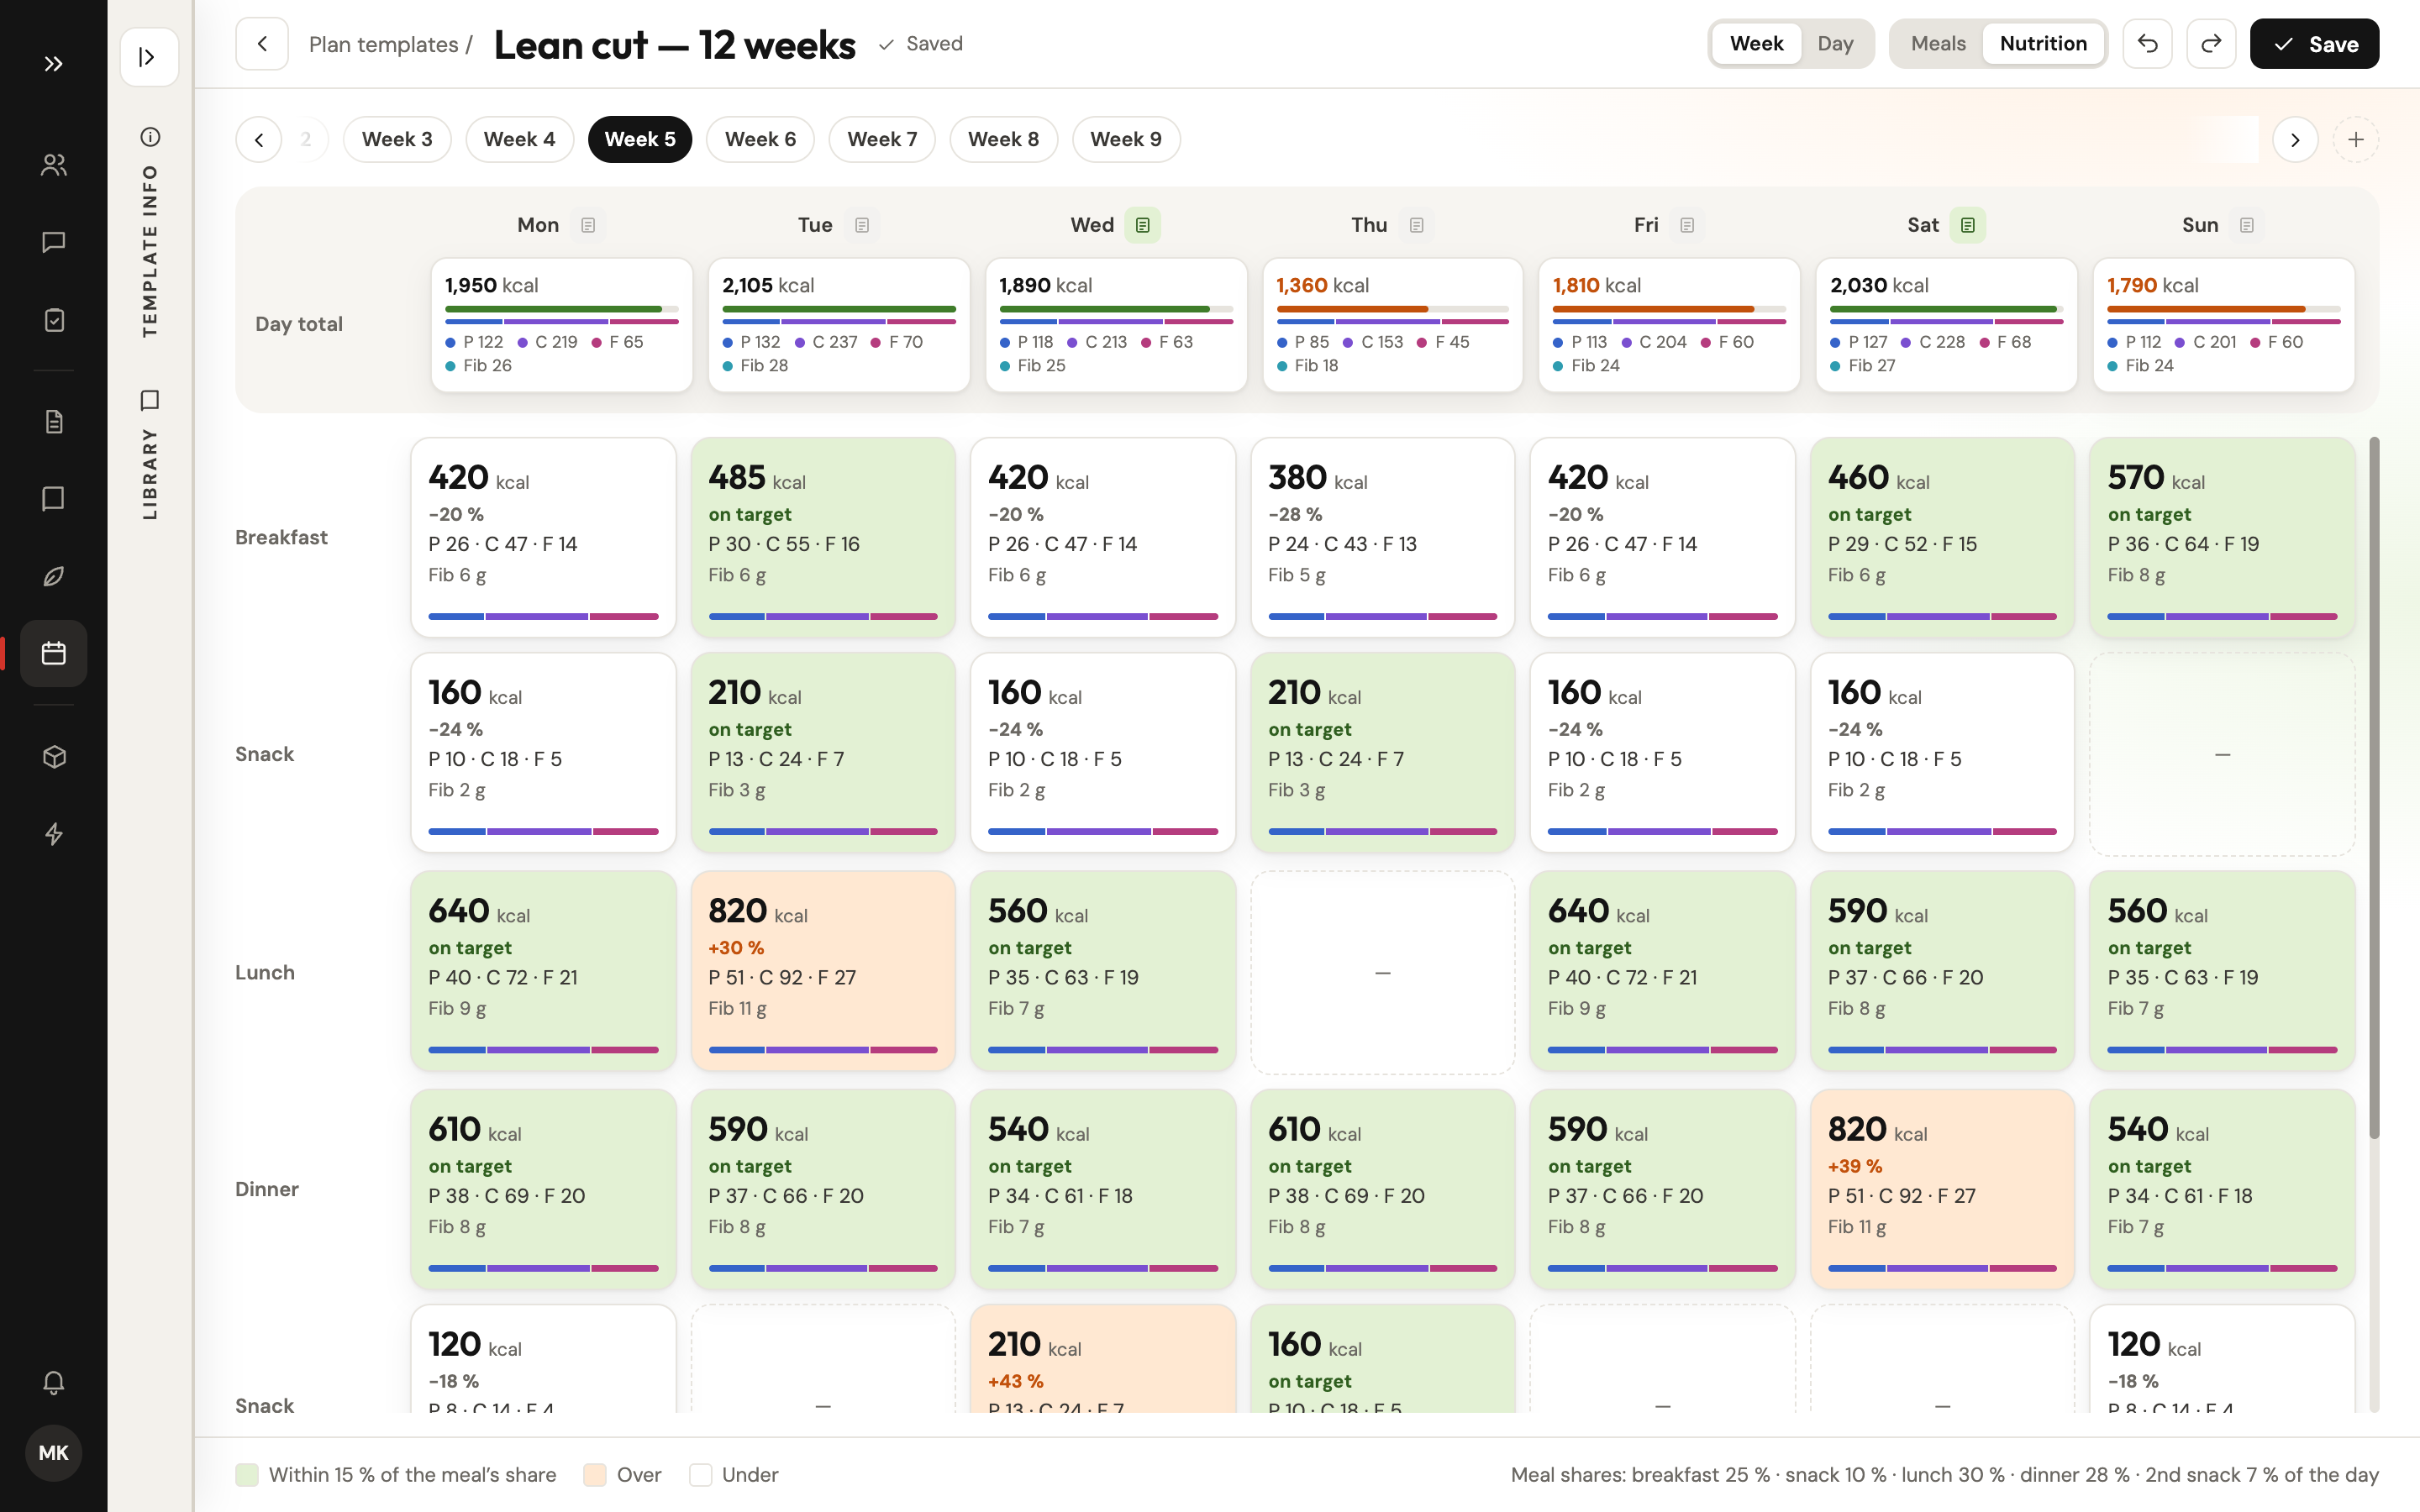 Plan templates /
Lean cut — 12 weeks
Saved
Week
Day
Meals
Nutrition
Save
TEMPLATE INFO
LIBRARY
2
Week 3
Week 4
Week 5
Week 6
Week 7
Week 8
Week 9
Mon
Tue
Wed
Thu
Fri
Sat
Sun
Day total
1,950 kcal
P 122 C 219 F 65
Fib 26
2,105 kcal
P 132 C 237 F 70
Fib 28
1,890 kcal
P 118 C 213 F 63
Fib 25
1,360 kcal
P 85 C 153 F 45
Fib 18
1,810 kcal
P 113 C 204 F 60
Fib 24
2,030 kcal
P 127 C 228 F 68
Fib 27
1,790 kcal
P 112 C 201 F 60
Fib 24
Breakfast
420 kcal
−20 %
P 26 · C 47 · F 14
Fib 6 g
485 kcal
on target
P 30 · C 55 · F 16
Fib 6 g
420 kcal
−20 %
P 26 · C 47 · F 14
Fib 6 g
380 kcal
−28 %
P 24 · C 43 · F 13
Fib 5 g
420 kcal
−20 %
P 26 · C 47 · F 14
Fib 6 g
460 kcal
on target
P 29 · C 52 · F 15
Fib 6 g
570 kcal
on target
P 36 · C 64 · F 19
Fib 8 g
Snack
160 kcal
−24 %
P 10 · C 18 · F 5
Fib 2 g
210 kcal
on target
P 13 · C 24 · F 7
Fib 3 g
160 kcal
−24 %
P 10 · C 18 · F 5
Fib 2 g
210 kcal
on target
P 13 · C 24 · F 7
Fib 3 g
160 kcal
−24 %
P 10 · C 18 · F 5
Fib 2 g
160 kcal
−24 %
P 10 · C 18 · F 5
Fib 2 g
—
Lunch
640 kcal
on target
P 40 · C 72 · F 21
Fib 9 g
820 kcal
+30 %
P 51 · C 92 · F 27
Fib 11 g
560 kcal
on target
P 35 · C 63 · F 19
Fib 7 g
—
640 kcal
on target
P 40 · C 72 · F 21
Fib 9 g
590 kcal
on target
P 37 · C 66 · F 20
Fib 8 g
560 kcal
on target
P 35 · C 63 · F 19
Fib 7 g
Dinner
610 kcal
on target
P 38 · C 69 · F 20
Fib 8 g
590 kcal
on target
P 37 · C 66 · F 20
Fib 8 g
540 kcal
on target
P 34 · C 61 · F 18
Fib 7 g
610 kcal
on target
P 38 · C 69 · F 20
Fib 8 g
590 kcal
on target
P 37 · C 66 · F 20
Fib 8 g
820 kcal
+39 %
P 51 · C 92 · F 27
Fib 11 g
540 kcal
on target
P 34 · C 61 · F 18
Fib 7 g
Snack
120 kcal
−18 %
P 8 · C 14 · F 4
—
210 kcal
+43 %
P 13 · C 24 · F 7
160 kcal
on target
P 10 · C 18 · F 5
—
—
120 kcal
−18 %
P 8 · C 14 · F 4
MK
Within 15 % of the meal’s share
Over
Under
Meal shares: breakfast 25 % · snack 10 % · lunch 30 % · dinner 28 % · 2nd snack 7 % of the day